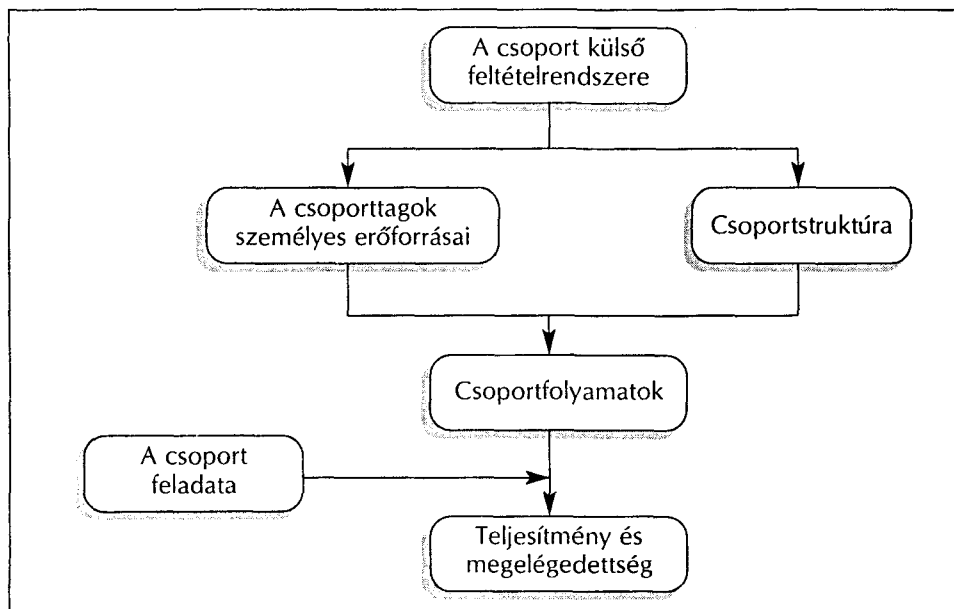 A csoport külső
feltételrendszere
A csoporttagok
személyes erőforrásai
Csoportstruktúra
Csoportfolyamatok
A csoport
feladata
Teljesítmény és
megelégedettség